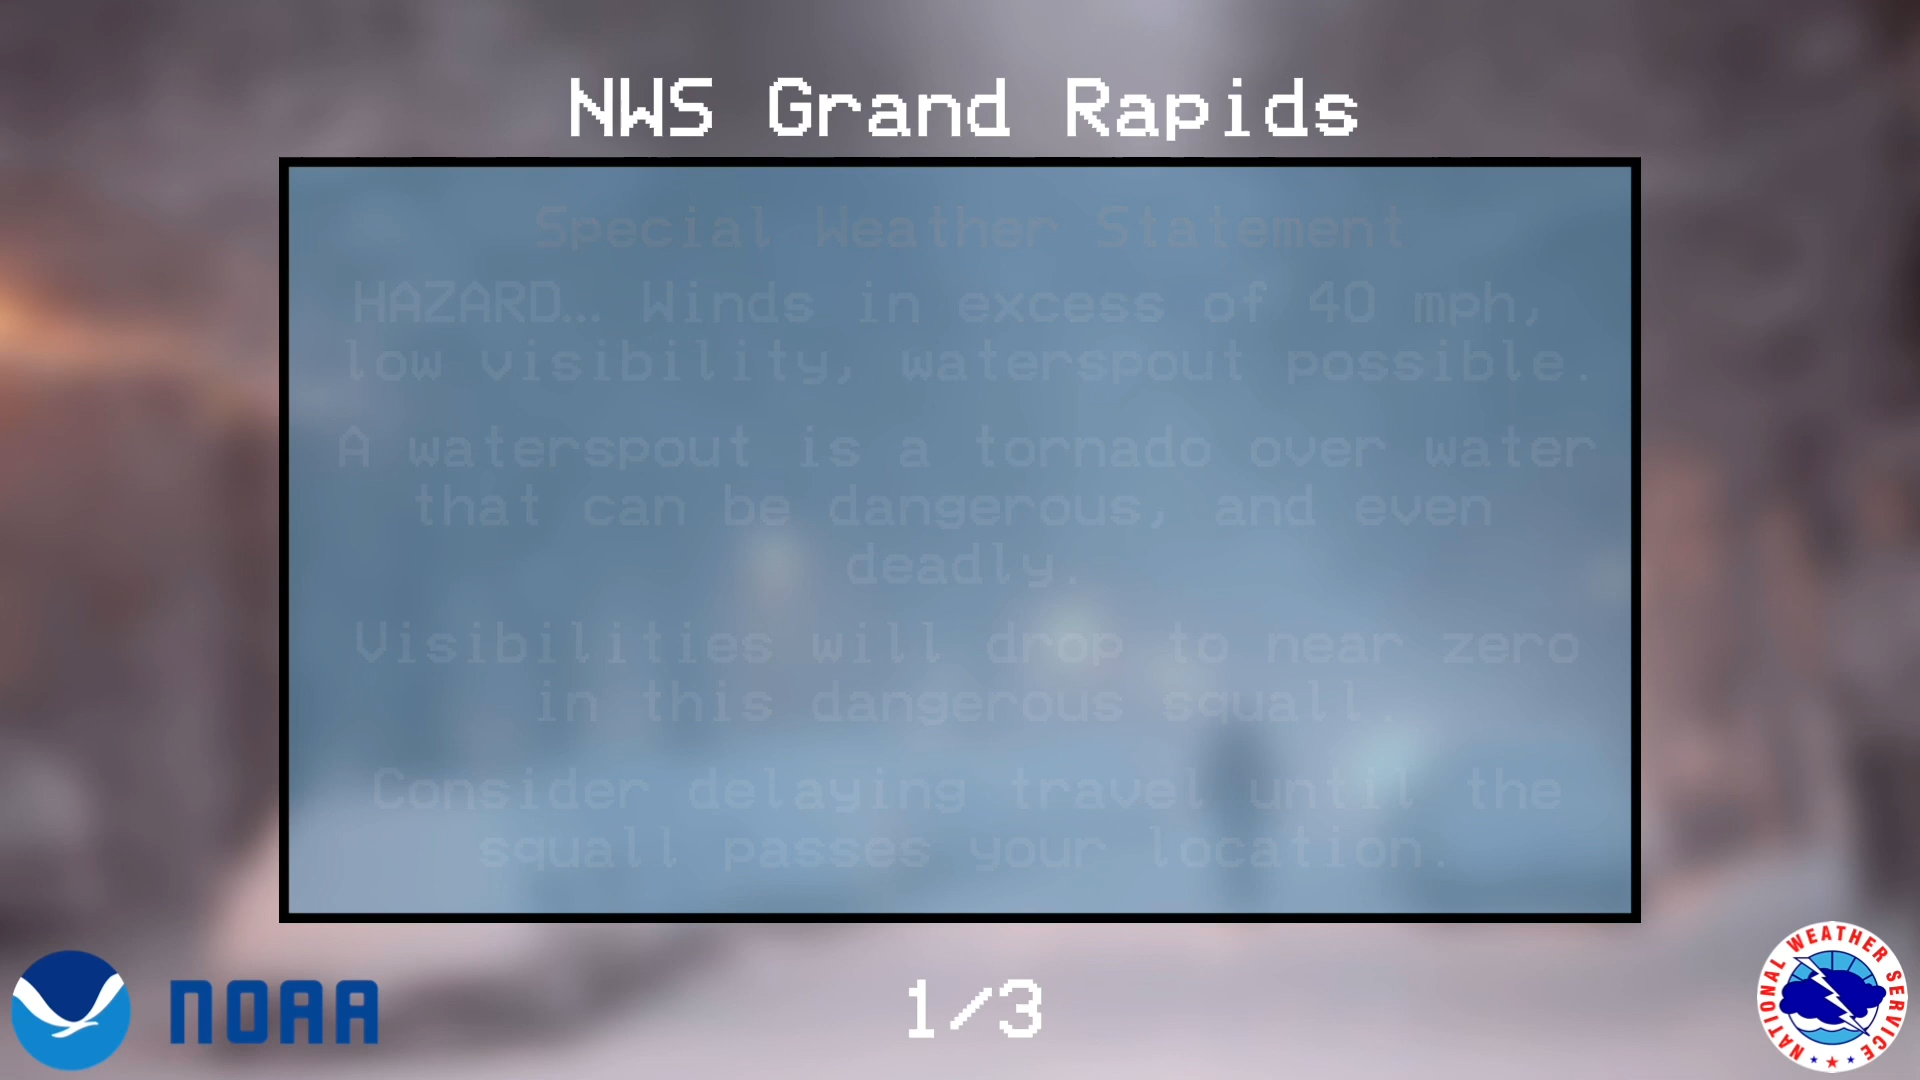 NWS Grand Rapids
Special Weather Statement
HAZARD... Winds in excess of 40 mph,
low visibility, waterspout possible.
A waterspout is a tornado over water
that can be dangerous, and even
deadly.
Visibilities will drop to near zero
in this dangerous squall.
Consider delaying travel until the
squall passes your location.
NOAA
1/3
NATIONAL WEATHER SERVICE